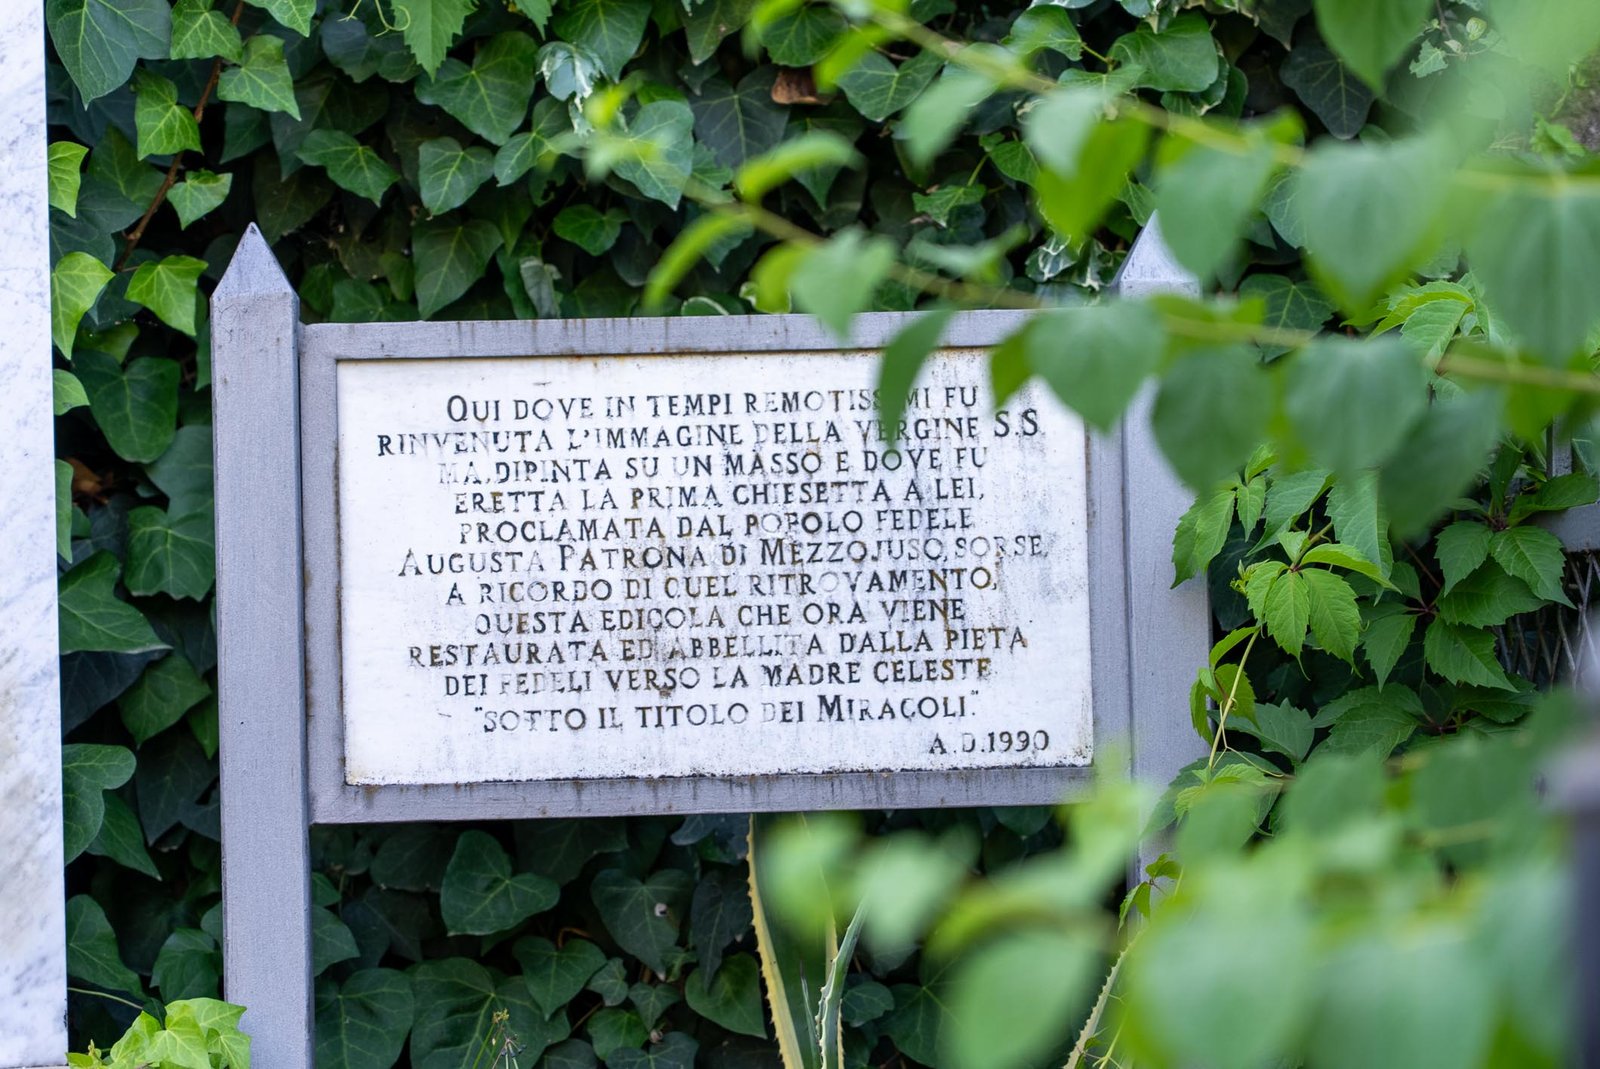 QUI DOVE IN TEMPI REMOTISSIMI FU
RINVENUTA L'IMMAGINE DELLA VERGINE S.S.
MA, DIPINTA SU UN MASSO E DOVE FU
ERETTA LA PRIMA CHIESETTA A LEI,
PROCLAMATA DAL POPOLO FEDELE
AUGUSTA PATRONA DI MEZZOJUSO, SORSE,
A RICORDO DI QUEL RITROVAMENTO,
QUESTA EDICOLA CHE ORA VIENE
RESTAURATA ED ABBELLITA DALLA PIETA
DEI FEDELI VERSO LA MADRE CELESTE
"SOTTO IL TITOLO DEI MIRACOLI."
A.D.1990